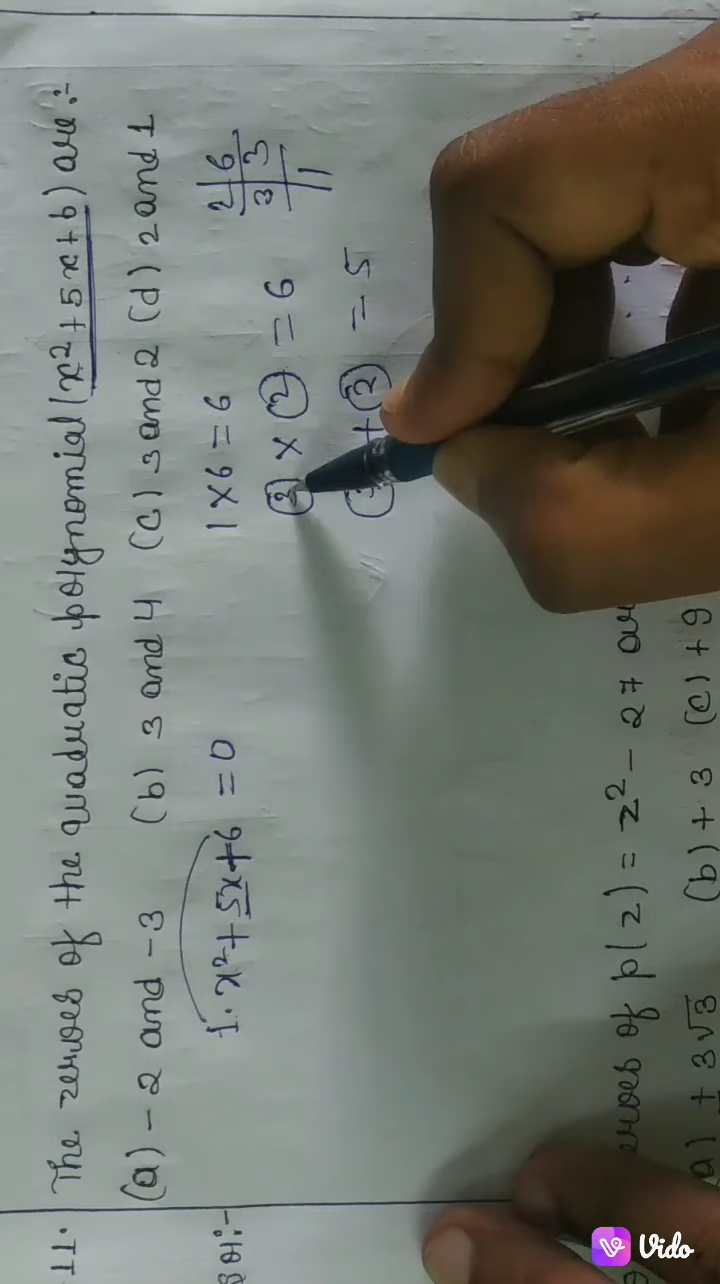 11. The zeroes of the quadratic polynomial (x²+5x+6) are:-
(a) -2 and -3 (b) 3 and 4 (c) 3 and 2 (d) 2 and 1
Sol:-
1. x²+5x+6 = 0
1 × 6 = 6
(3) × (2) = 6
+ (2) = 5
2 | 6
3 | 3
1
zeroes of p(z) = z² - 27
(a) ± 3√3 (b) + 3 (c) + 9
Vido